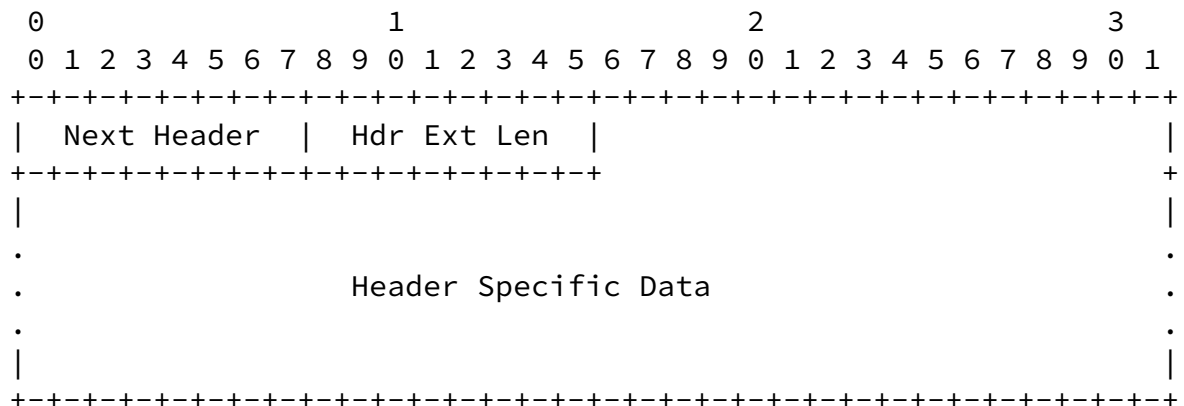 0                   1                   2                   3
 0 1 2 3 4 5 6 7 8 9 0 1 2 3 4 5 6 7 8 9 0 1 2 3 4 5 6 7 8 9 0 1
+-+-+-+-+-+-+-+-+-+-+-+-+-+-+-+-+-+-+-+-+-+-+-+-+-+-+-+-+-+-+-+-+
|  Next Header  |  Hdr Ext Len  |                               |
+-+-+-+-+-+-+-+-+-+-+-+-+-+-+-+-+                               +
|                                                               |
.                                                               .
.                  Header Specific Data                         .
.                                                               .
|                                                               |
+-+-+-+-+-+-+-+-+-+-+-+-+-+-+-+-+-+-+-+-+-+-+-+-+-+-+-+-+-+-+-+-+